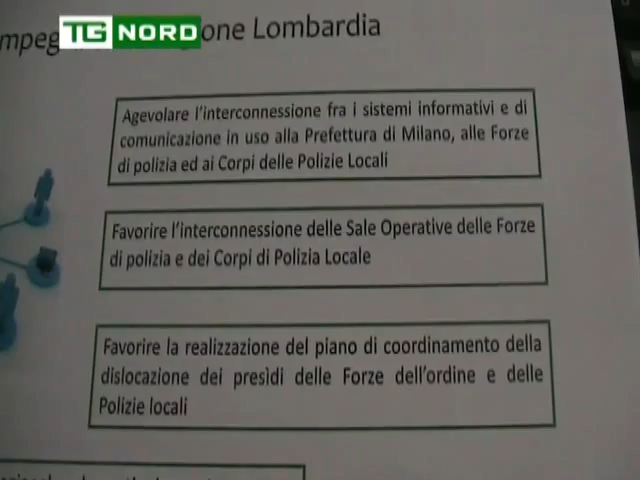 TG NORD
one Lombardia
Agevolare l'interconnessione fra i sistemi informativi e di
comunicazione in uso alla Prefettura di Milano, alle Forze
di polizia ed ai Corpi delle Polizie Locali
Favorire l'interconnessione delle Sale Operative delle Forze
di polizia e dei Corpi di Polizia Locale
Favorire la realizzazione del piano di coordinamento della
dislocazione dei presìdi delle Forze dell'ordine e delle
Polizie locali